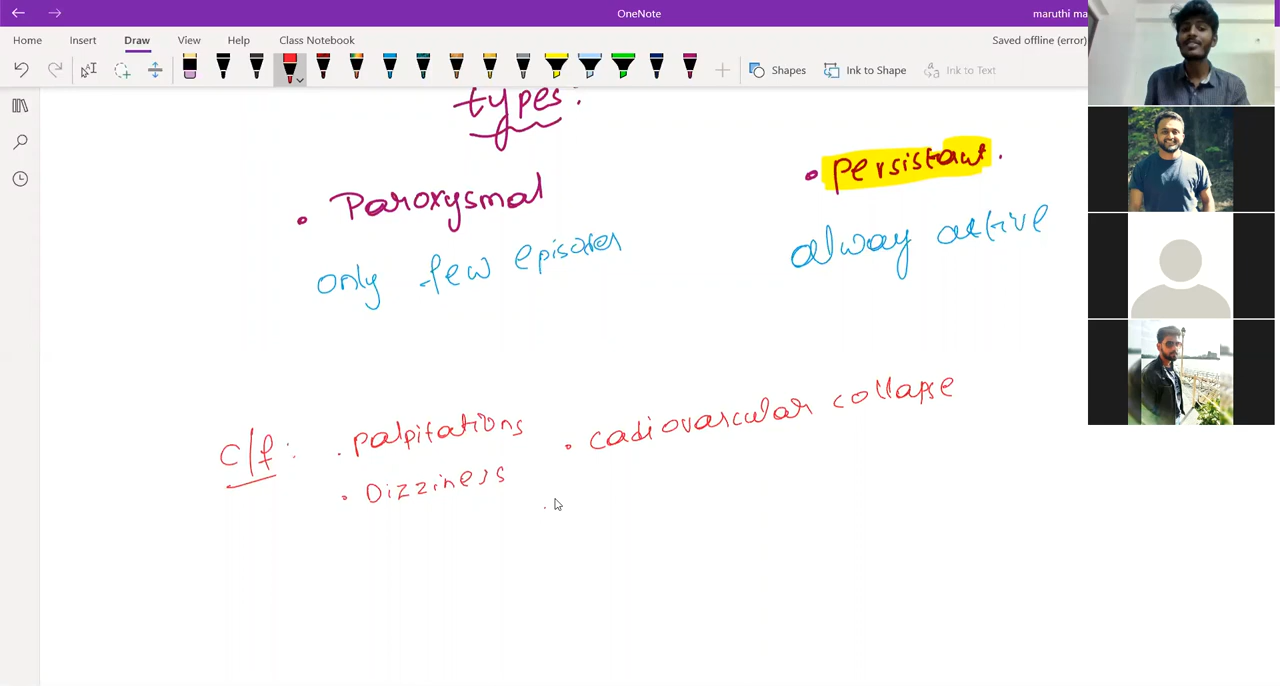 OneNote
maruthi ma
Home Insert Draw View Help Class Notebook
Saved offline (error)
Shapes Ink to Shape Ink to Text
types:
• Paroxysmal
• Persistant.
only few episodes
alway active
c/f: . palpitations
• cadiovascular collapse
• Dizziness